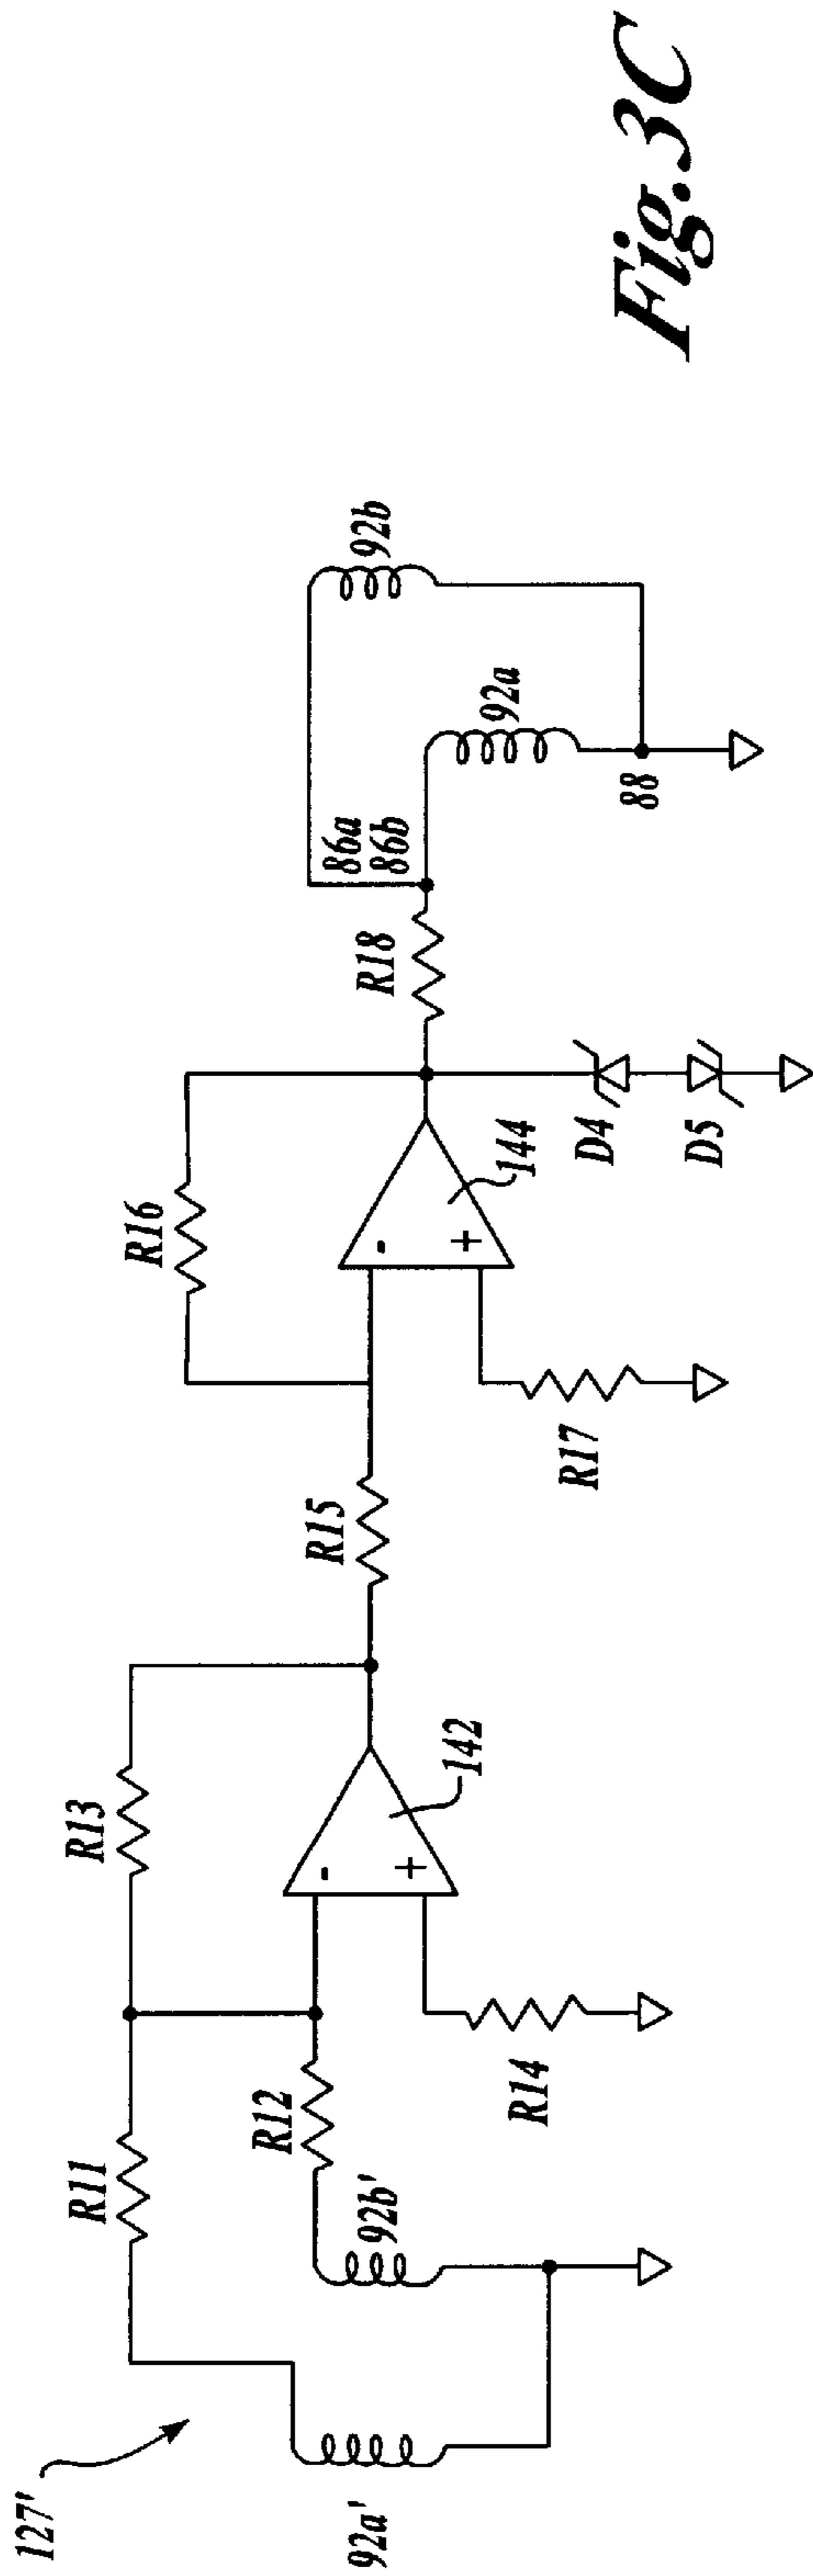 127'
92a'
R11
92b'
R12
R13
-
+
142
R14
R15
R16
-
+
144
R17
D4
D5
R18
86a
86b
92a
92b
88
Fig.3C